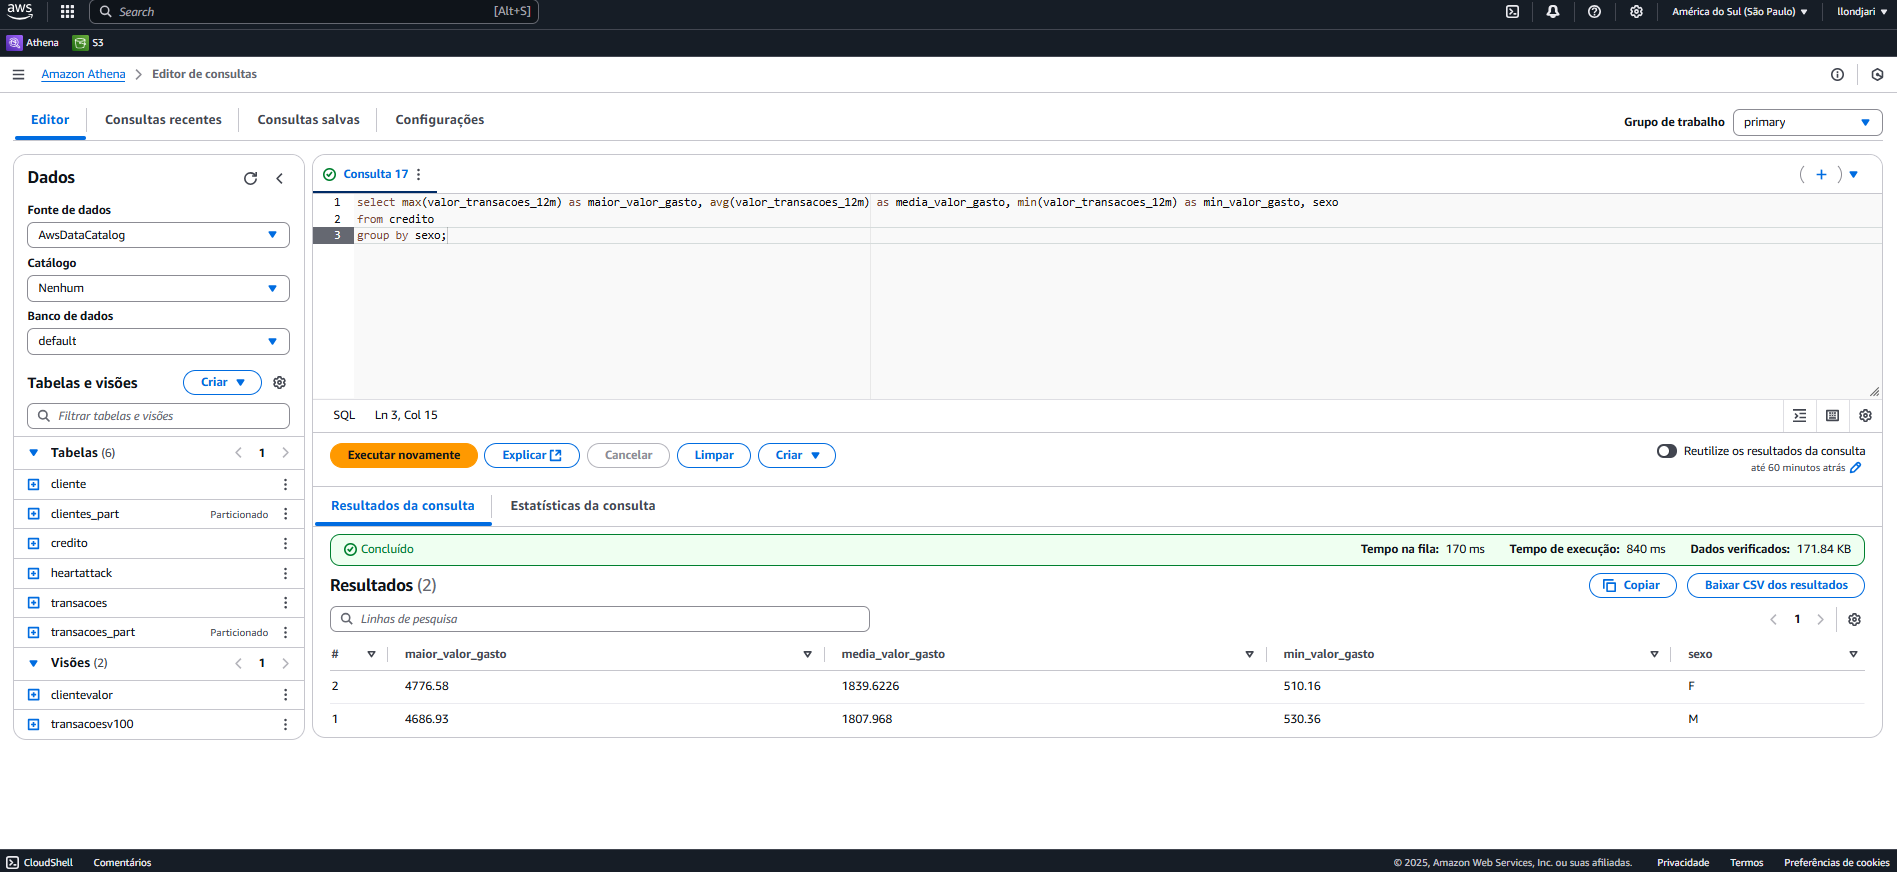 aws
Search
[Alt+S]
América do Sul (São Paulo)
llondjari
Athena
S3
Amazon Athena
Editor de consultas
Editor
Consultas recentes
Consultas salvas
Configurações
Grupo de trabalho
primary
Dados
Fonte de dados
AwsDataCatalog
Catálogo
Nenhum
Banco de dados
default
Tabelas e visões
Criar
Filtrar tabelas e visões
Tabelas (6)
1
cliente
clientes_part
Particionado
credito
heartattack
transacoes
transacoes_part
Particionado
Visões (2)
1
clientevalor
transacoesv100
Consulta 17
1 select max(valor_transacoes_12m) as maior_valor_gasto, avg(valor_transacoes_12m) as media_valor_gasto, min(valor_transacoes_12m) as min_valor_gasto, sexo
2 from credito
3 group by sexo;
SQL
Ln 3, Col 15
Executar novamente
Explicar
Cancelar
Limpar
Criar
Reutilize os resultados da consulta
até 60 minutos atrás
Resultados da consulta
Estatísticas da consulta
Concluído
Tempo na fila: 170 ms
Tempo de execução: 840 ms
Dados verificados: 171.84 KB
Resultados (2)
Copiar
Baixar CSV dos resultados
Linhas de pesquisa
1
# maior_valor_gasto media_valor_gasto min_valor_gasto sexo
2 4776.58 1839.6226 510.16 F
1 4686.93 1807.968 530.36 M
CloudShell
Comentários
© 2025, Amazon Web Services, Inc. ou suas afiliadas.
Privacidade
Termos
Preferências de cookies